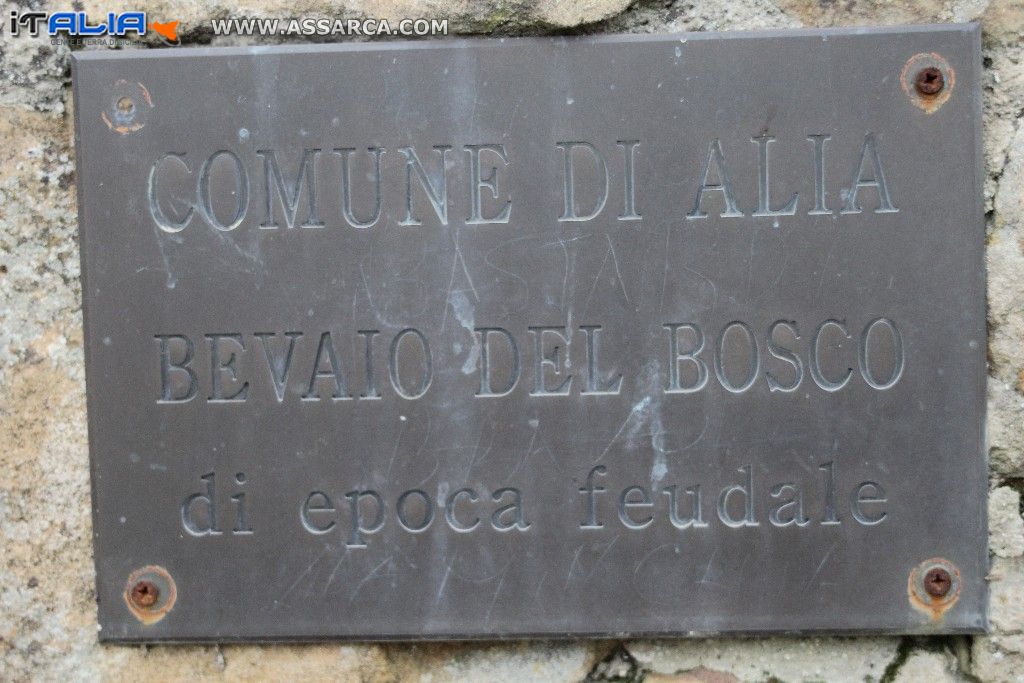 iTALIA WWW.ASSARCA.COM
COMUNE DI ALIA
BEVAIO DEL BOSCO
di epoca feudale